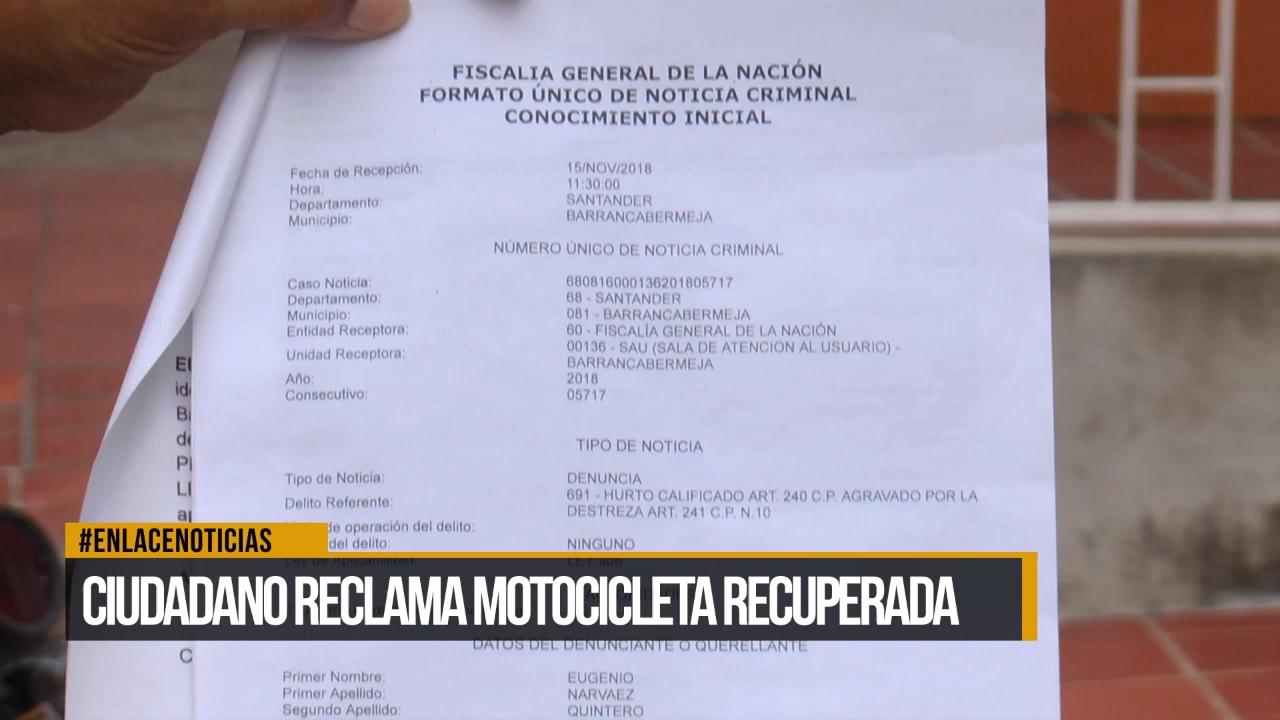 FISCALIA GENERAL DE LA NACIÓN
FORMATO ÚNICO DE NOTICIA CRIMINAL
CONOCIMIENTO INICIAL
Fecha de Recepción: 15/NOV/2018
Hora: 11:30:00
Departamento: SANTANDER
Municipio: BARRANCABERMEJA
NÚMERO ÚNICO DE NOTICIA CRIMINAL
Caso Noticia: 680816000136201805717
Departamento: 68 - SANTANDER
Municipio: 081 - BARRANCABERMEJA
Entidad Receptora: 60 - FISCALÍA GENERAL DE LA NACIÓN
Unidad Receptora: 00136 - SAU (SALA DE ATENCION AL USUARIO) -
BARRANCABERMEJA
Año: 2018
Consecutivo: 05717
TIPO DE NOTICIA
Tipo de Noticia: DENUNCIA
Delito Referente: 691 - HURTO CALIFICADO ART. 240 C.P. AGRAVADO POR LA
DESTREZA ART. 241 C.P. N.10
de operación del delito:
del delito: NINGUNO
Ley de Aplicabilidad: LEY 906
#ENLACENOTICIAS
CIUDADANO RECLAMA MOTOCICLETA RECUPERADA
DATOS DEL DENUNCIANTE O QUERELLANTE
Primer Nombre: EUGENIO
Primer Apellido: NARVAEZ
Segundo Apellido: QUINTERO